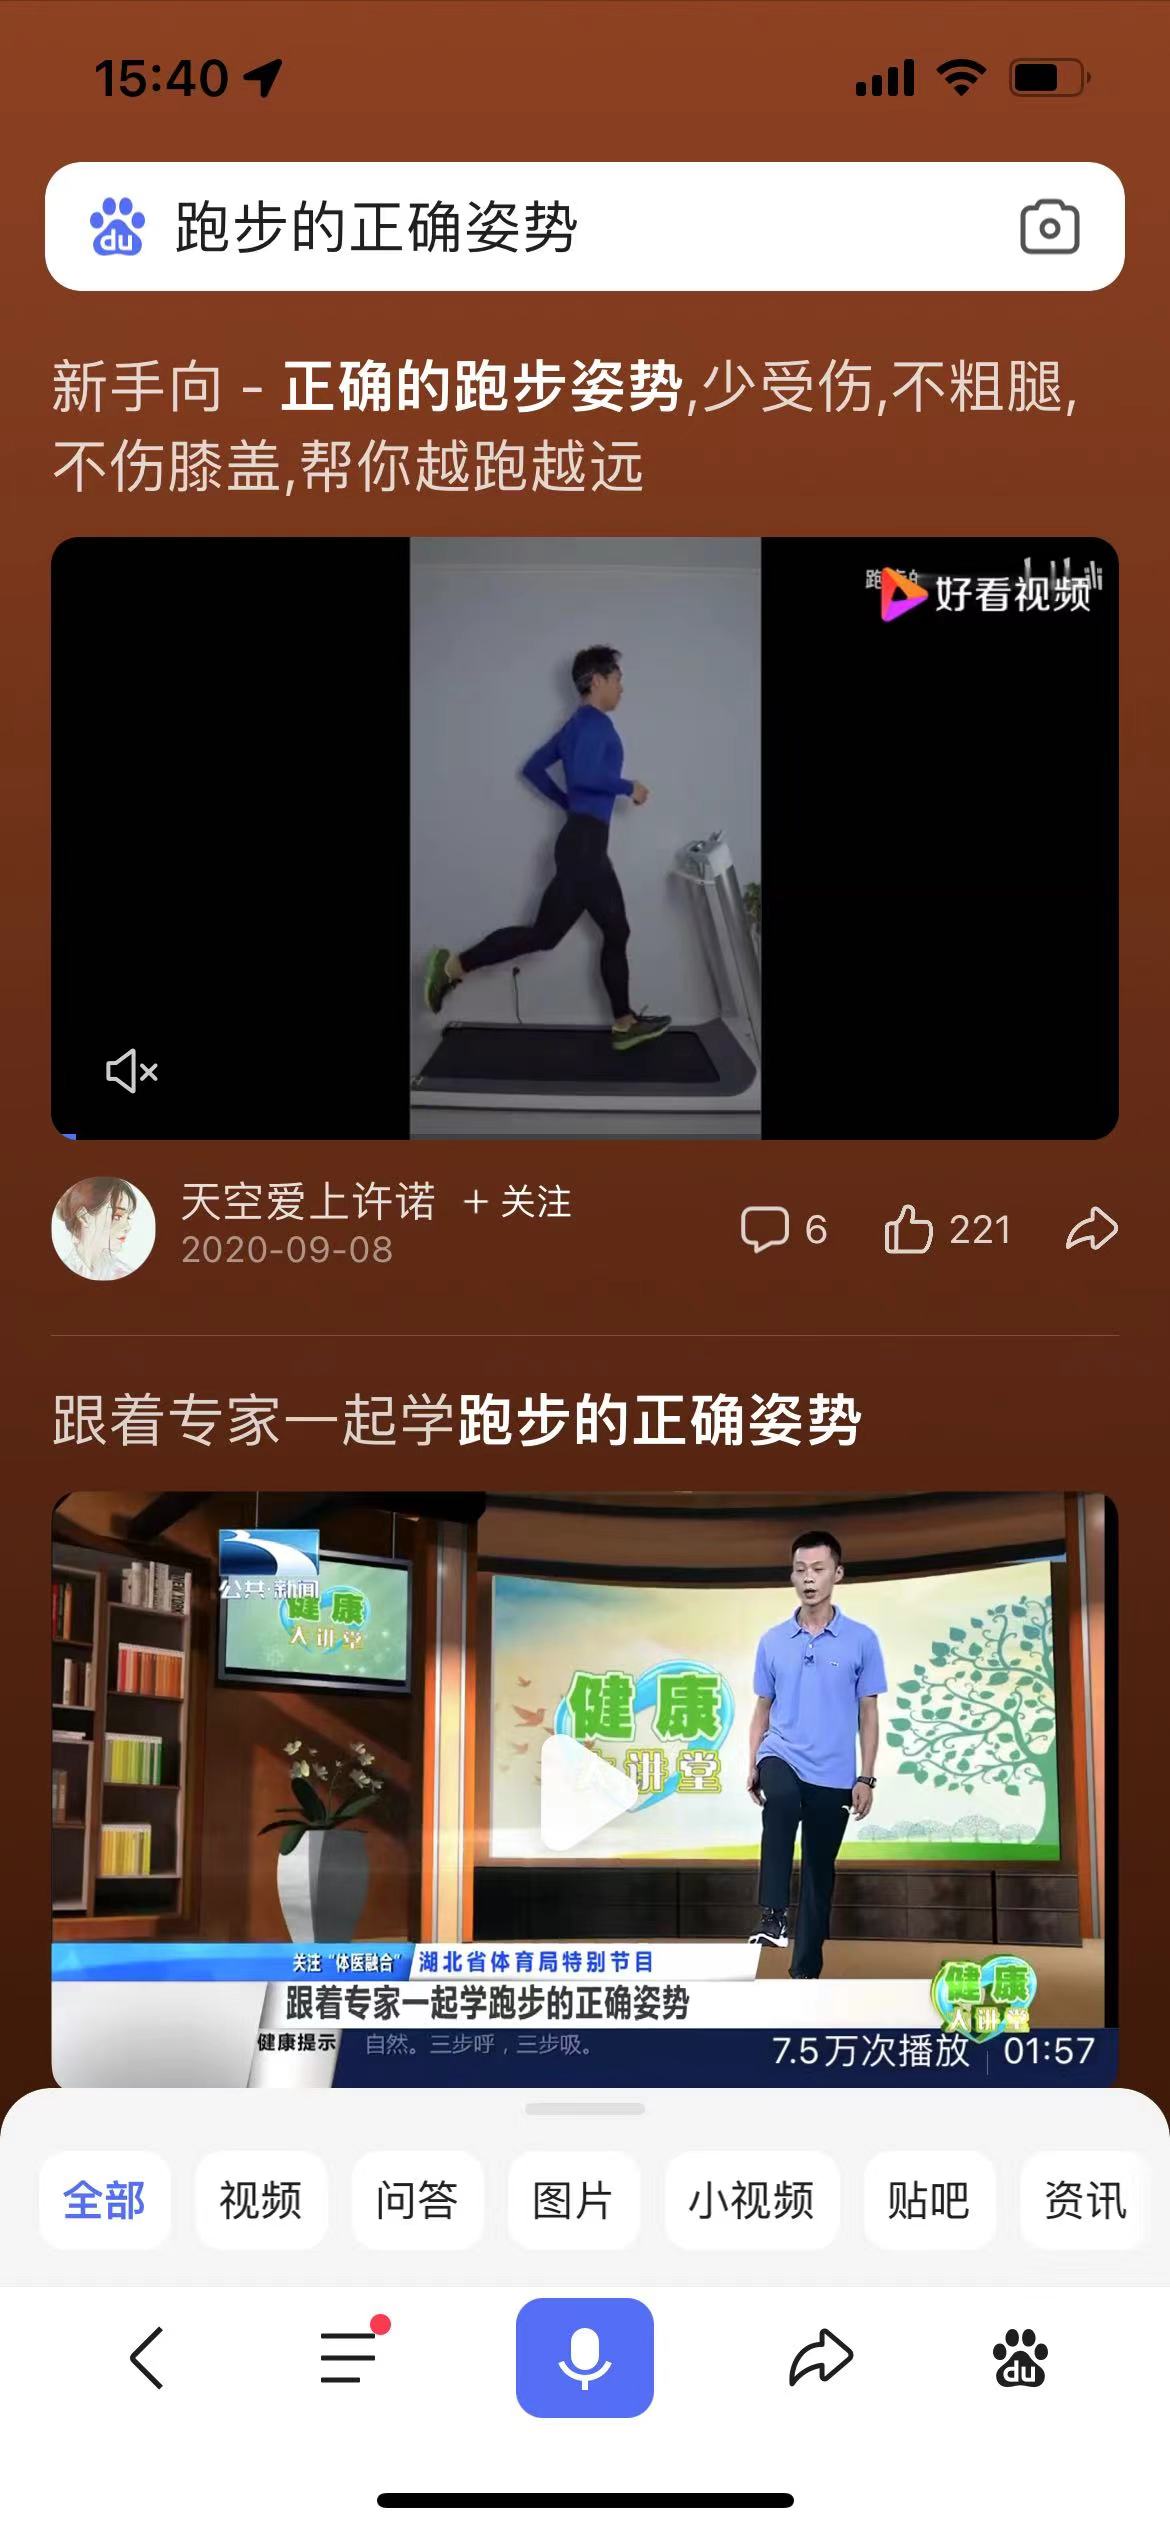 15:40
du 跑步的正确姿势
新手向 - 正确的跑步姿势,少受伤,不粗腿,
不伤膝盖,帮你越跑越远
好看视频
天空爱上许诺 + 关注
2020-09-08
6 221
跟着专家一起学跑步的正确姿势
公共·新闻
健康
大讲堂
健康
大讲堂
关注“体医融合” 湖北省体育局特别节目
跟着专家一起学跑步的正确姿势
健康
大讲堂
健康提示 自然。三步呼，三步吸。
7.5万次播放 01:57
全部 视频 问答 图片 小视频 贴吧 资讯
du